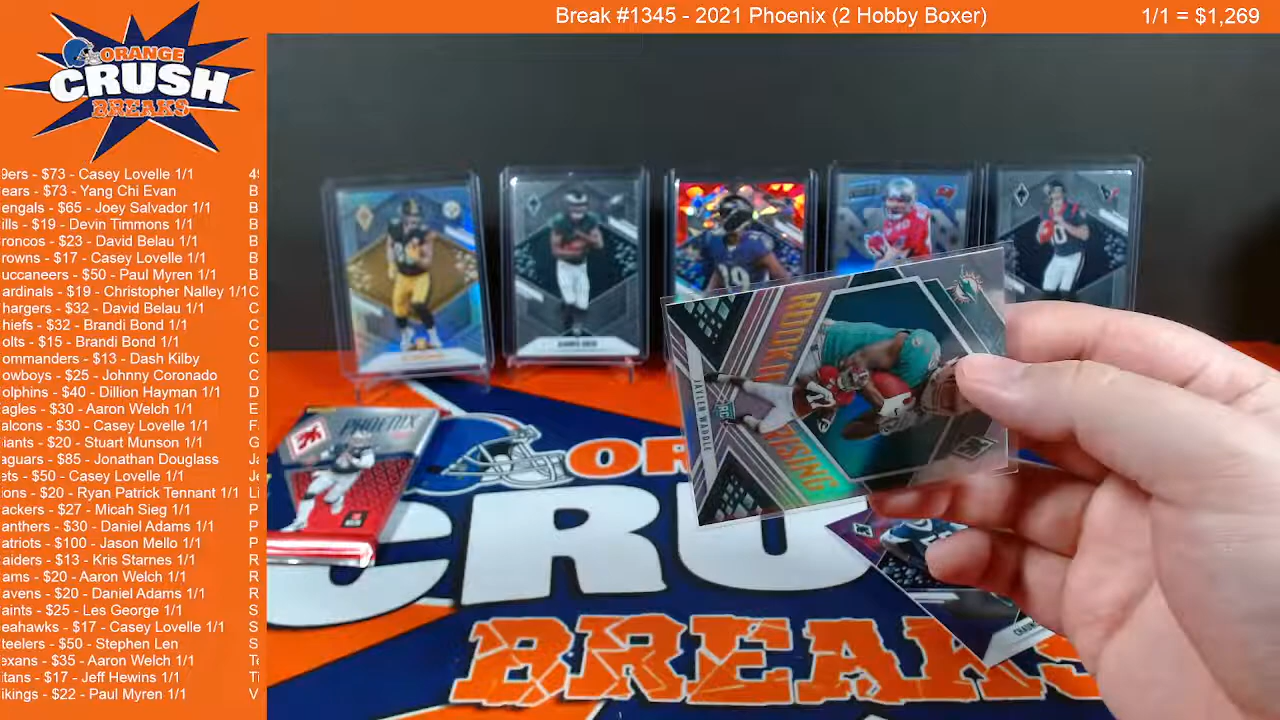 Break #1345 - 2021 Phoenix (2 Hobby Boxer)
1/1 = $1,269
ORANGE
CRUSH
BREAKS
9ers - $73 - Casey Lovelle 1/1
49
ears - $73 - Yang Chi Evan
B
engals - $65 - Joey Salvador 1/1
B
ills - $19 - Devin Timmons 1/1
B
roncos - $23 - David Belau 1/1
B
rowns - $17 - Casey Lovelle 1/1
B
uccaneers - $50 - Paul Myren 1/1
B
ardinals - $19 - Christopher Nalley 1/1
C
hargers - $32 - David Belau 1/1
C
hiefs - $32 - Brandi Bond 1/1
C
olts - $15 - Brandi Bond 1/1
C
ommanders - $13 - Dash Kilby
C
owboys - $25 - Johnny Coronado
C
olphins - $40 - Dillion Hayman 1/1
D
agles - $30 - Aaron Welch 1/1
E
alcons - $30 - Casey Lovelle 1/1
F
iants - $20 - Stuart Munson 1/1
G
aguars - $85 - Jonathan Douglass
Ja
ets - $50 - Casey Lovelle 1/1
Je
ions - $20 - Ryan Patrick Tennant 1/1
Li
ackers - $27 - Micah Sieg 1/1
P
anthers - $30 - Daniel Adams 1/1
P
atriots - $100 - Jason Mello 1/1
P
aiders - $13 - Kris Starnes 1/1
R
ams - $20 - Aaron Welch 1/1
R
avens - $20 - Daniel Adams 1/1
R
aints - $25 - Les George 1/1
S
eahawks - $17 - Casey Lovelle 1/1
S
teelers - $50 - Stephen Len
S
exans - $35 - Aaron Welch 1/1
Te
itans - $17 - Jeff Hewins 1/1
Ti
ikings - $22 - Paul Myren 1/1
V
ROOKIE RISING
JAYLEN WADDLE
RC
PHOENIX
OR
CRU
BREAKS